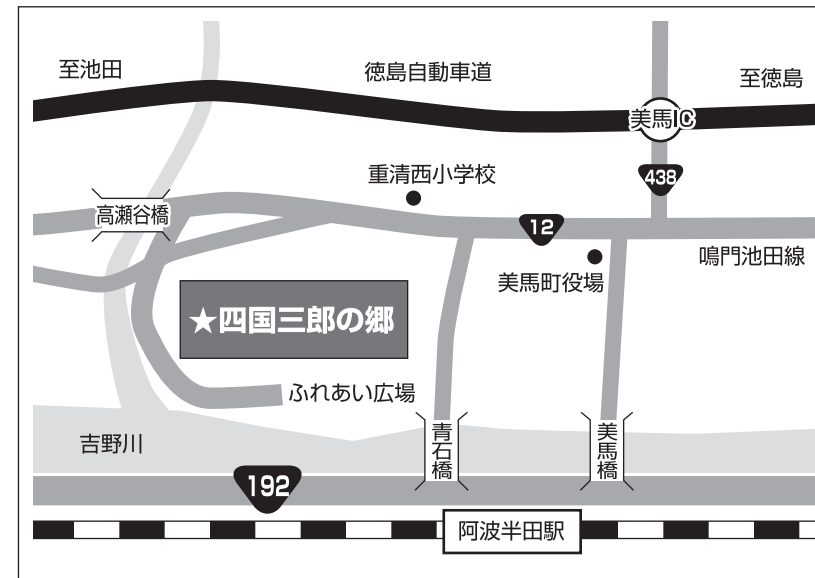 至池田
徳島自動車道
至徳島
美馬IC
重清西小学校
438
高瀬谷橋
12
鳴門池田線
美馬町役場
★四国三郎の郷
ふれあい広場
吉野川
青石橋
美馬橋
192
阿波半田駅